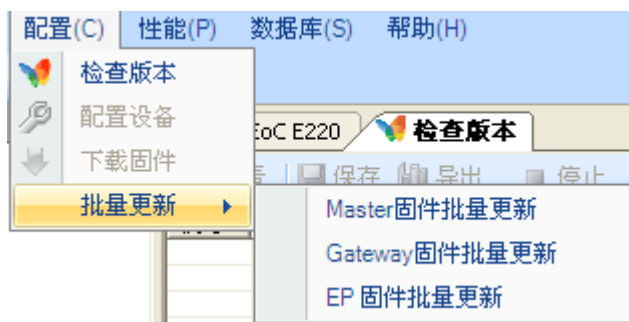 配置(C) 性能(P) 数据库(S) 帮助(H)
检查版本
配置设备
EoC E220 检查版本
下载固件
保存 导出 停止
批量更新
Master固件批量更新
Gateway固件批量更新
EP 固件批量更新